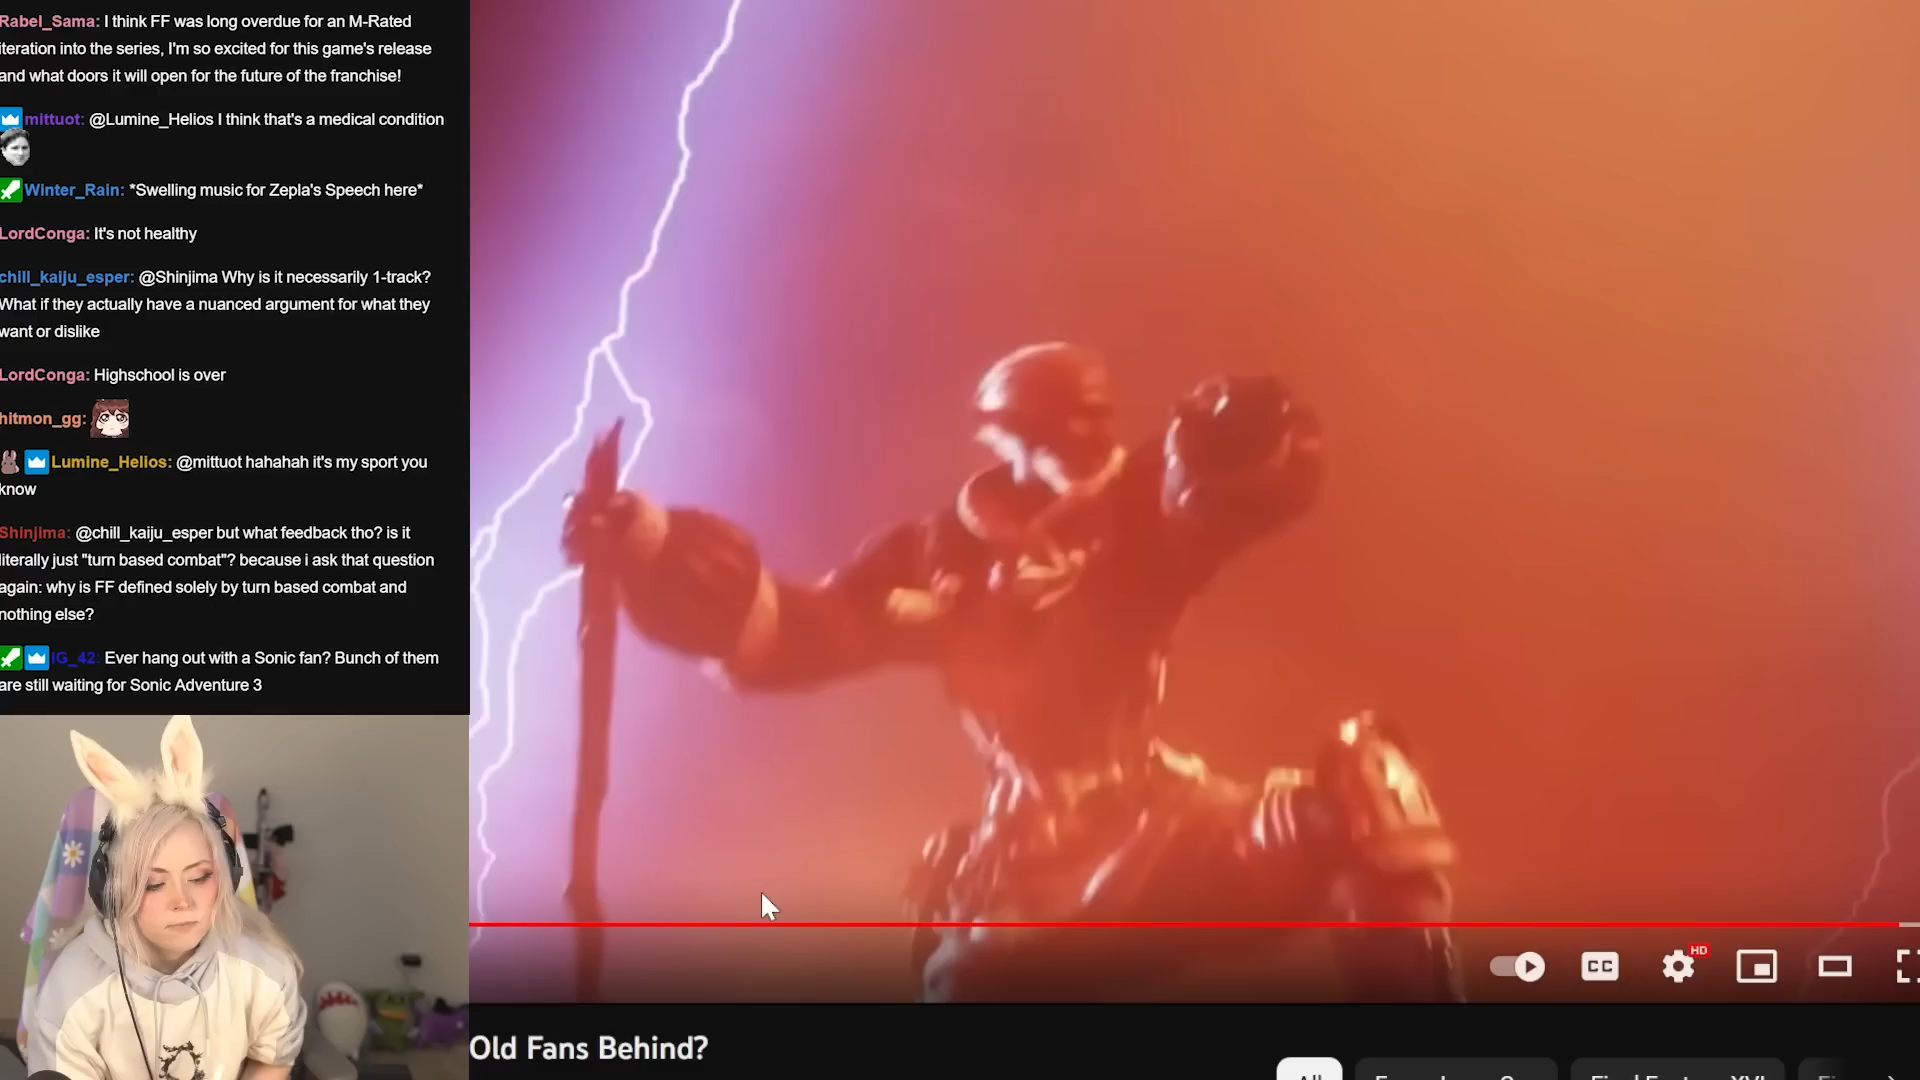 Rabel_Sama: I think FF was long overdue for an M-Rated
iteration into the series, I'm so excited for this game's release
and what doors it will open for the future of the franchise!
mittuot: @Lumine_Helios I think that's a medical condition
Winter_Rain: *Swelling music for Zepla's Speech here*
LordConga: It's not healthy
chill_kaiju_esper: @Shinjima Why is it necessarily 1-track?
What if they actually have a nuanced argument for what they
want or dislike
LordConga: Highschool is over
hitmon_gg:
Lumine_Helios: @mittuot hahahah it's my sport you
know
Shinjima: @chill_kaiju_esper but what feedback tho? is it
literally just "turn based combat"? because i ask that question
again: why is FF defined solely by turn based combat and
nothing else?
IG_42: Ever hang out with a Sonic fan? Bunch of them
are still waiting for Sonic Adventure 3
CC
HD
Old Fans Behind?
All